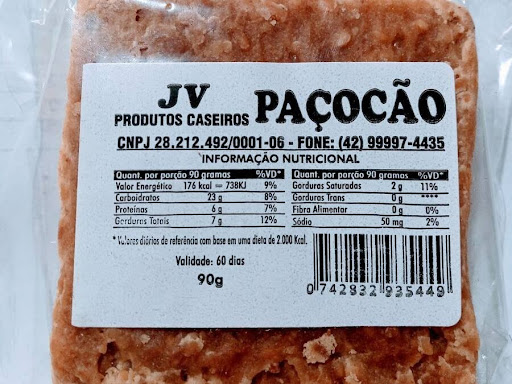 JV
PRODUTOS CASEIROS
PAÇOCÃO
CNPJ 28.212.492/0001-06 - FONE: (42) 99997-4435
INFORMAÇÃO NUTRICIONAL
Quant. por porção 90 gramas %VD*
Valor Energético 176 kcal = 738KJ 9%
Carboidratos 23 g 8%
Proteínas 6 g 7%
Gorduras Totais 7 g 12%
Quant. por porção 90 gramas %VD*
Gorduras Saturadas 2 g 11%
Gorduras Trans 0 g ****
Fibra Alimentar 0 g 0%
Sódio 50 mg 2%
* Valores diários de referência com base em uma dieta de 2.000 Kcal.
Validade: 60 dias
90g
0 742832 935449